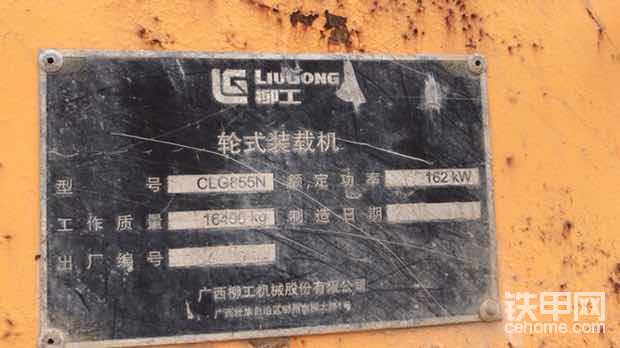 LIUGONG
柳工
轮式装载机
型号 CLG855N 额定功率 162 kW
工作质量 kg 制造日期
出厂编号
广西柳工机械股份有限公司
铁甲网
cehome.com